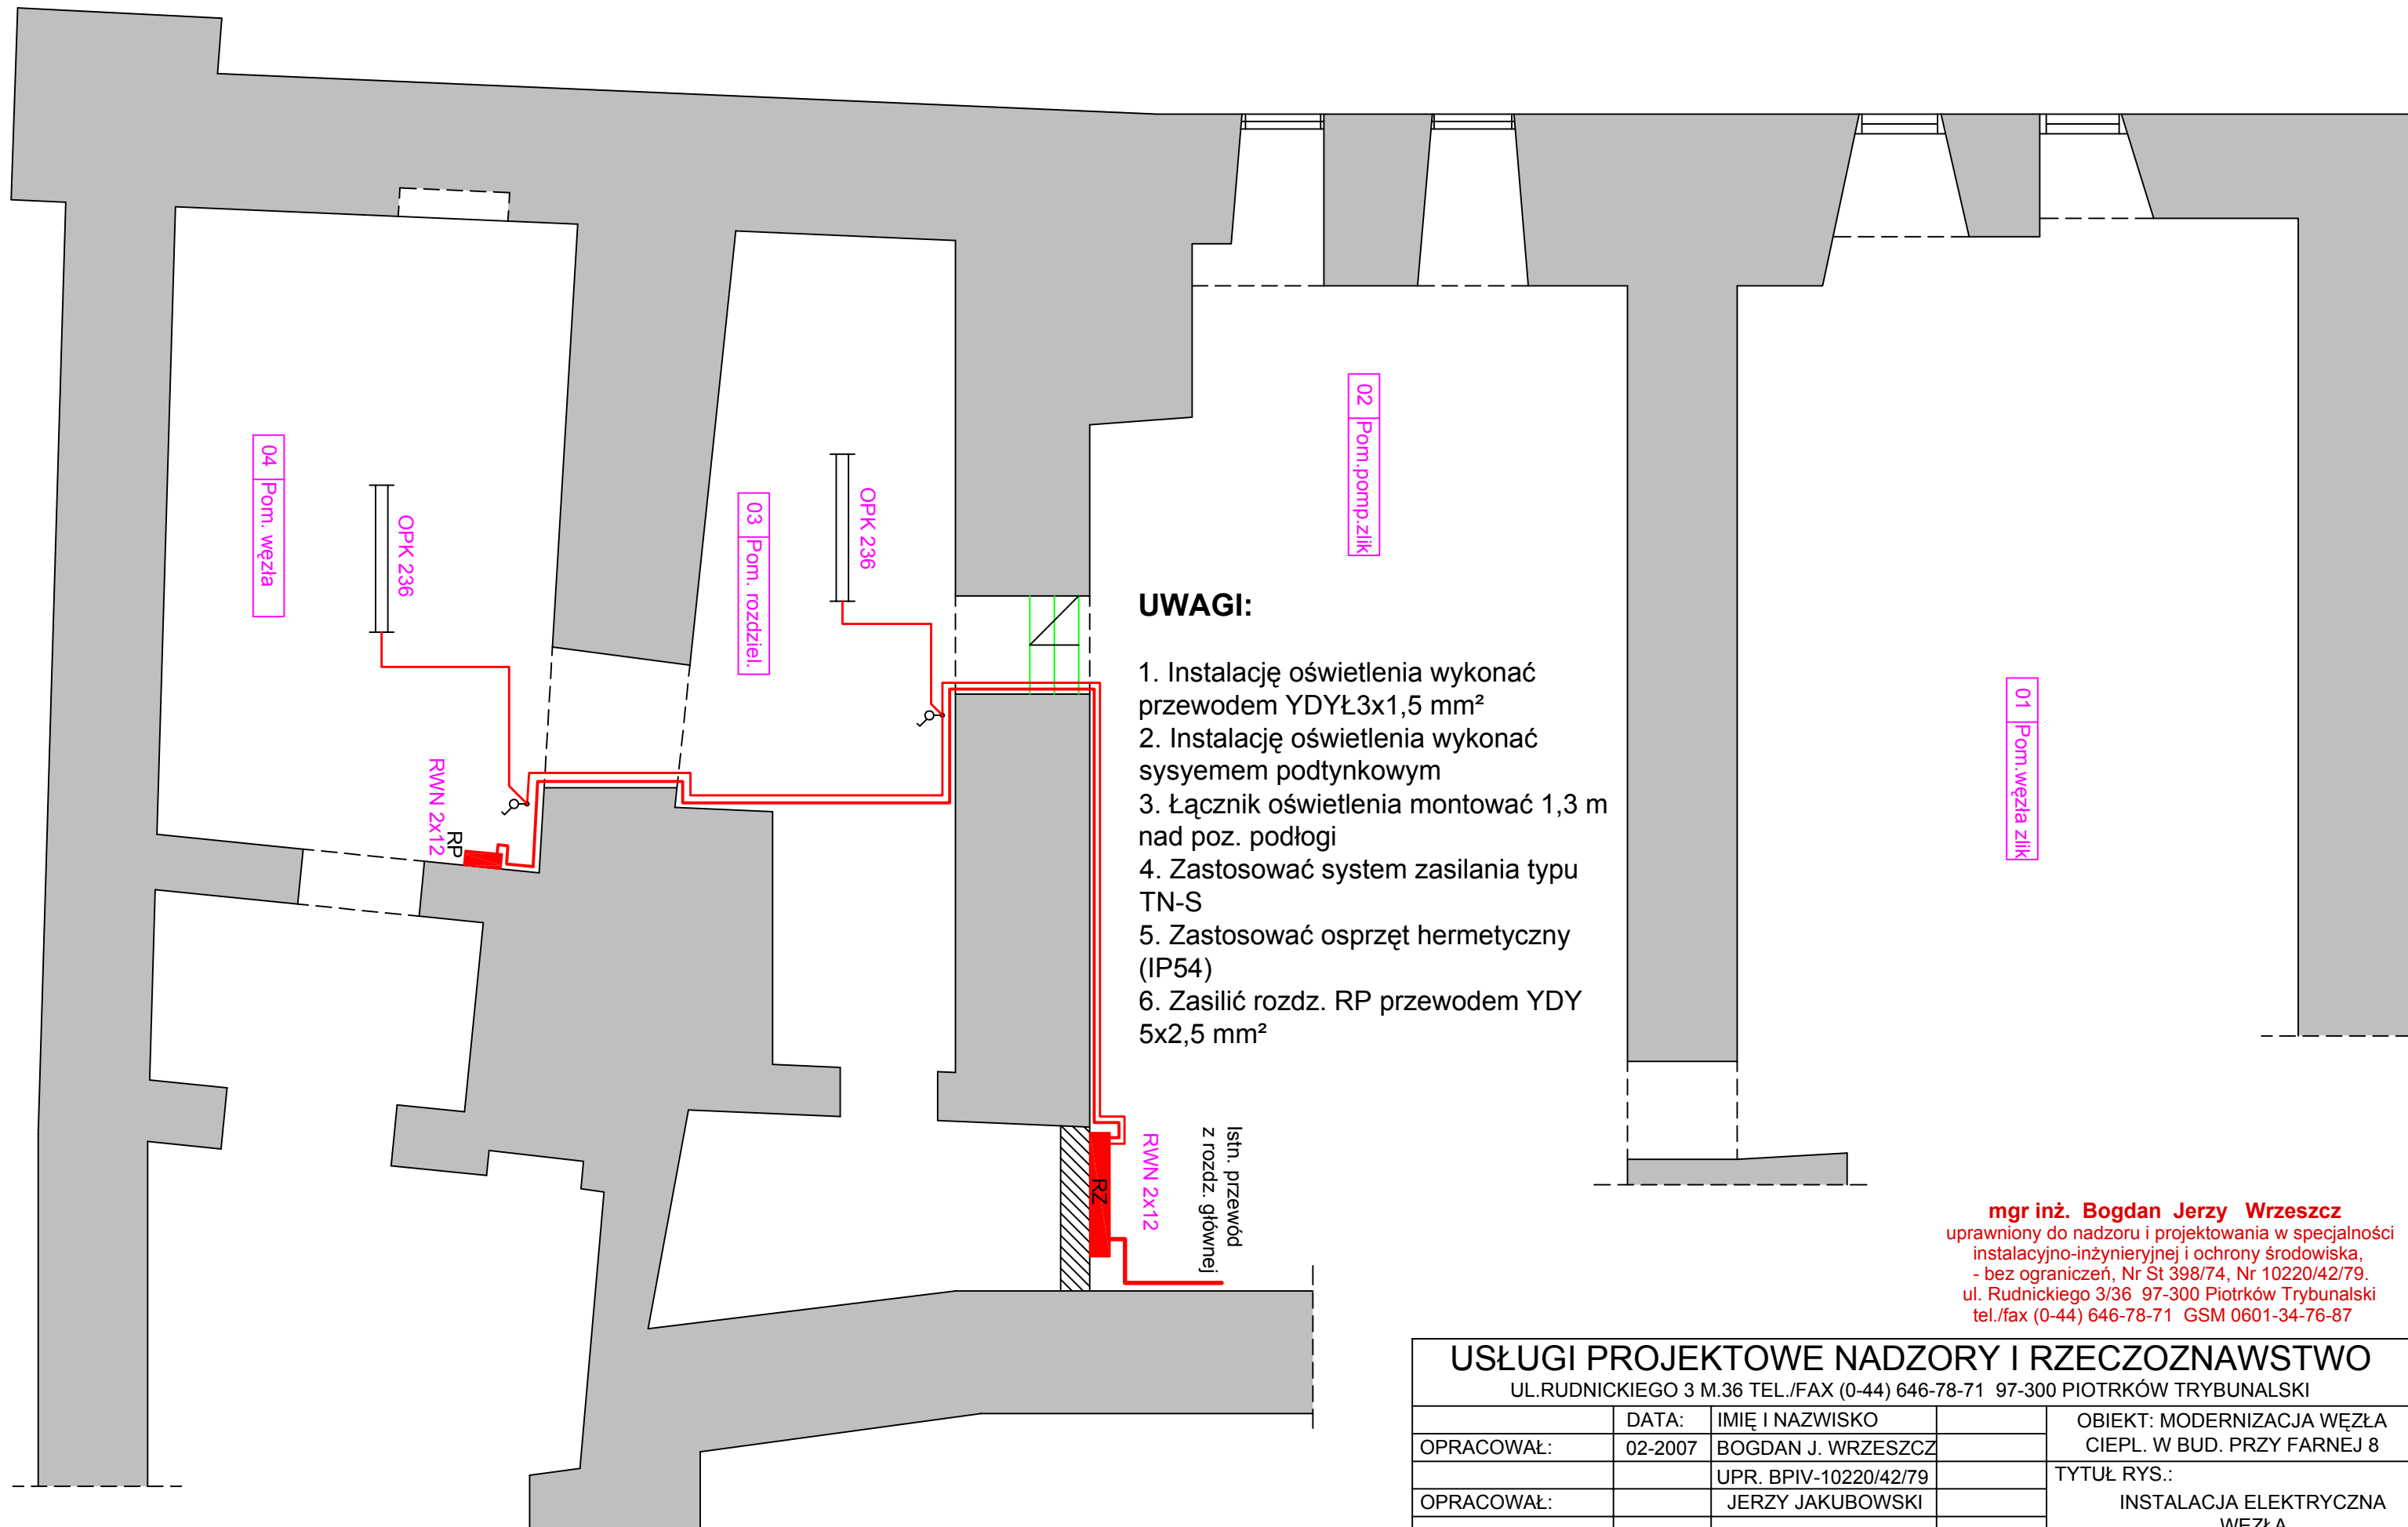 04 Pom. węzła
OPK 236
RWN 2x12
RP
03 Pom. rozdziel.
OPK 236
02 Pom.pomp.zlik
01 Pom.węzła zlik
UWAGI:
1. Instalację oświetlenia wykonać
przewodem YDYŁ3x1,5 mm²
2. Instalację oświetlenia wykonać
sysyemem podtynkowym
3. Łącznik oświetlenia montować 1,3 m
nad poz. podłogi
4. Zastosować system zasilania typu
TN-S
5. Zastosować osprzęt hermetyczny
(IP54)
6. Zasilić rozdz. RP przewodem YDY
5x2,5 mm²
RZ
RWN 2x12
Istn. przewód
z rozdz. głównej
mgr inż. Bogdan Jerzy Wrzeszcz
uprawniony do nadzoru i projektowania w specjalności
instalacyjno-inżynieryjnej i ochrony środowiska,
- bez ograniczeń, Nr St 398/74, Nr 10220/42/79.
ul. Rudnickiego 3/36 97-300 Piotrków Trybunalski
tel./fax (0-44) 646-78-71 GSM 0601-34-76-87
USŁUGI PROJEKTOWE NADZORY I RZECZOZNAWSTWO
UL.RUDNICKIEGO 3 M.36 TEL./FAX (0-44) 646-78-71 97-300 PIOTRKÓW TRYBUNALSKI
DATA: IMIĘ I NAZWISKO
OBIEKT: MODERNIZACJA WĘZŁA
OPRACOWAŁ: 02-2007 BOGDAN J. WRZESZCZ
CIEPL. W BUD. PRZY FARNEJ 8
UPR. BPIV-10220/42/79
TYTUŁ RYS.:
OPRACOWAŁ: JERZY JAKUBOWSKI
INSTALACJA ELEKTRYCZNA
WĘZŁA